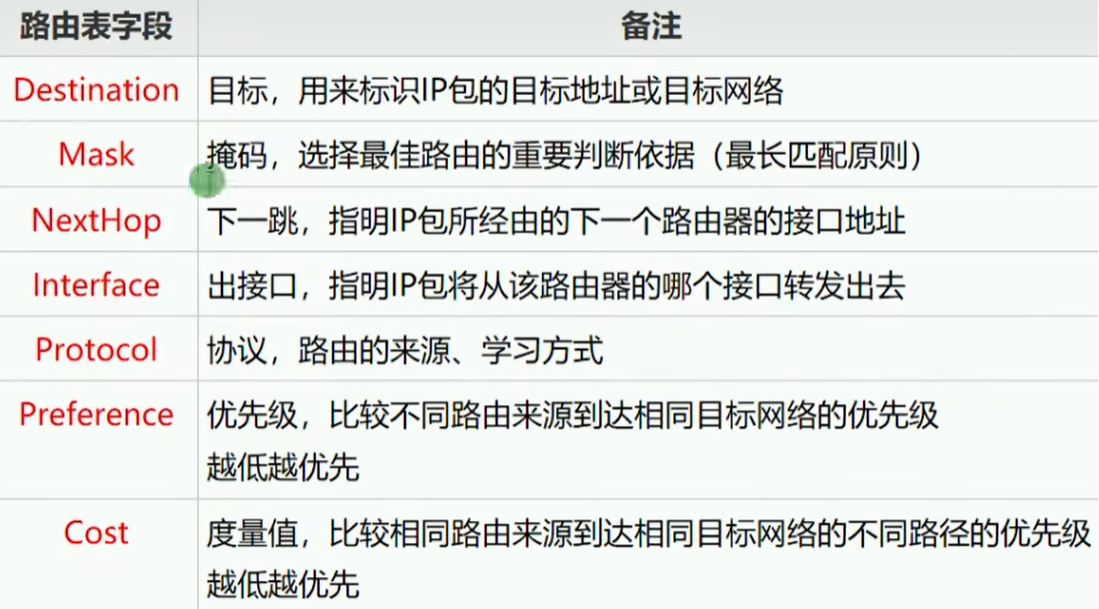 路由表字段 备注
Destination 目标，用来标识IP包的目标地址或目标网络
Mask 掩码，选择最佳路由的重要判断依据（最长匹配原则）
NextHop 下一跳，指明IP包所经由的下一个路由器的接口地址
Interface 出接口，指明IP包将从该路由器的哪个接口转发出去
Protocol 协议，路由的来源、学习方式
Preference 优先级，比较不同路由来源到达相同目标网络的优先级
越低越优先
Cost 度量值，比较相同路由来源到达相同目标网络的不同路径的优先级
越低越优先